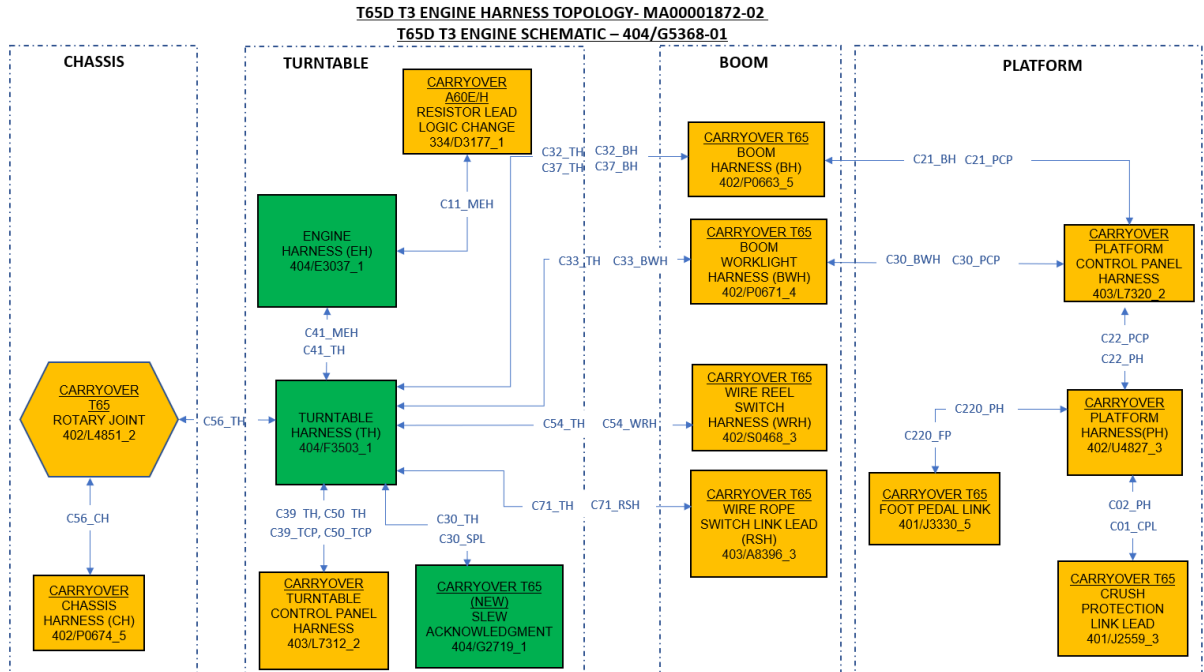 T65D T3 ENGINE HARNESS TOPOLOGY- MA00001872-02
T65D T3 ENGINE SCHEMATIC – 404/G5368-01
CHASSIS
TURNTABLE
BOOM
PLATFORM
CARRYOVER
A60E/H
RESISTOR LEAD
LOGIC CHANGE
334/D3177_1
C32_TH C32_BH
C37_TH C37_BH
CARRYOVER T65
BOOM
HARNESS (BH)
402/P0663_5
C21_BH C21_PCP
C11_MEH
ENGINE
HARNESS (EH)
404/E3037_1
C33_TH C33_BWH
CARRYOVER T65
BOOM
WORKLIGHT
HARNESS (BWH)
402/P0671_4
C30_BWH C30_PCP
CARRYOVER
PLATFORM
CONTROL PANEL
HARNESS
403/L7320_2
C41_MEH
C41_TH
C22_PCP
C22_PH
CARRYOVER
T65
ROTARY JOINT
402/L4851_2
C56_TH
TURNTABLE
HARNESS (TH)
404/F3503_1
C54_TH C54_WRH
CARRYOVER T65
WIRE REEL
SWITCH
HARNESS (WRH)
402/S0468_3
C220_PH
C220_FP
CARRYOVER
PLATFORM
HARNESS(PH)
402/U4827_3
C56_CH
C39_TH, C50_TH
C39_TCP, C50_TCP
C30_TH
C30_SPL
C71_TH C71_RSH
CARRYOVER T65
WIRE ROPE
SWITCH LINK LEAD
(RSH)
403/A8396_3
CARRYOVER T65
FOOT PEDAL LINK
401/J3330_5
C02_PH
C01_CPL
CARRYOVER
CHASSIS
HARNESS (CH)
402/P0674_5
CARRYOVER
TURNTABLE
CONTROL PANEL
HARNESS
403/L7312_2
CARRYOVER T65
(NEW)
SLEW
ACKNOWLEDGMENT
404/G2719_1
CARRYOVER T65
CRUSH
PROTECTION
LINK LEAD
401/J2559_3